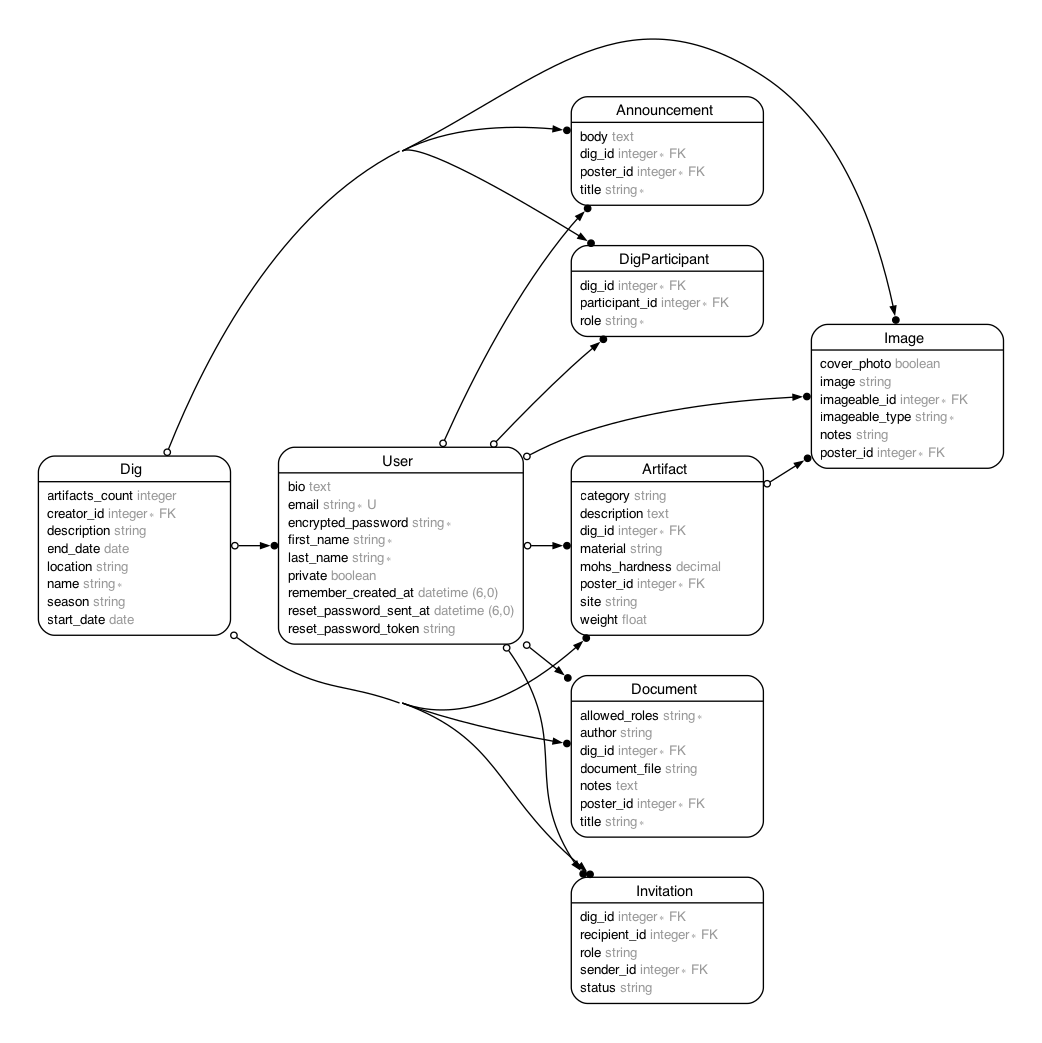 Announcement
body text
dig_id integer∗ FK
poster_id integer∗ FK
title string∗
DigParticipant
dig_id integer∗ FK
participant_id integer∗ FK
role string∗
Image
cover_photo boolean
image string
imageable_id integer∗ FK
imageable_type string∗
notes string
poster_id integer∗ FK
Dig
artifacts_count integer
creator_id integer∗ FK
description string
end_date date
location string
name string∗
season string
start_date date
User
bio text
email string∗ U
encrypted_password string∗
first_name string∗
last_name string∗
private boolean
remember_created_at datetime (6,0)
reset_password_sent_at datetime (6,0)
reset_password_token string
Artifact
category string
description text
dig_id integer∗ FK
material string
mohs_hardness decimal
poster_id integer∗ FK
site string
weight float
Document
allowed_roles string∗
author string
dig_id integer∗ FK
document_file string
notes text
poster_id integer∗ FK
title string∗
Invitation
dig_id integer∗ FK
recipient_id integer∗ FK
role string
sender_id integer∗ FK
status string